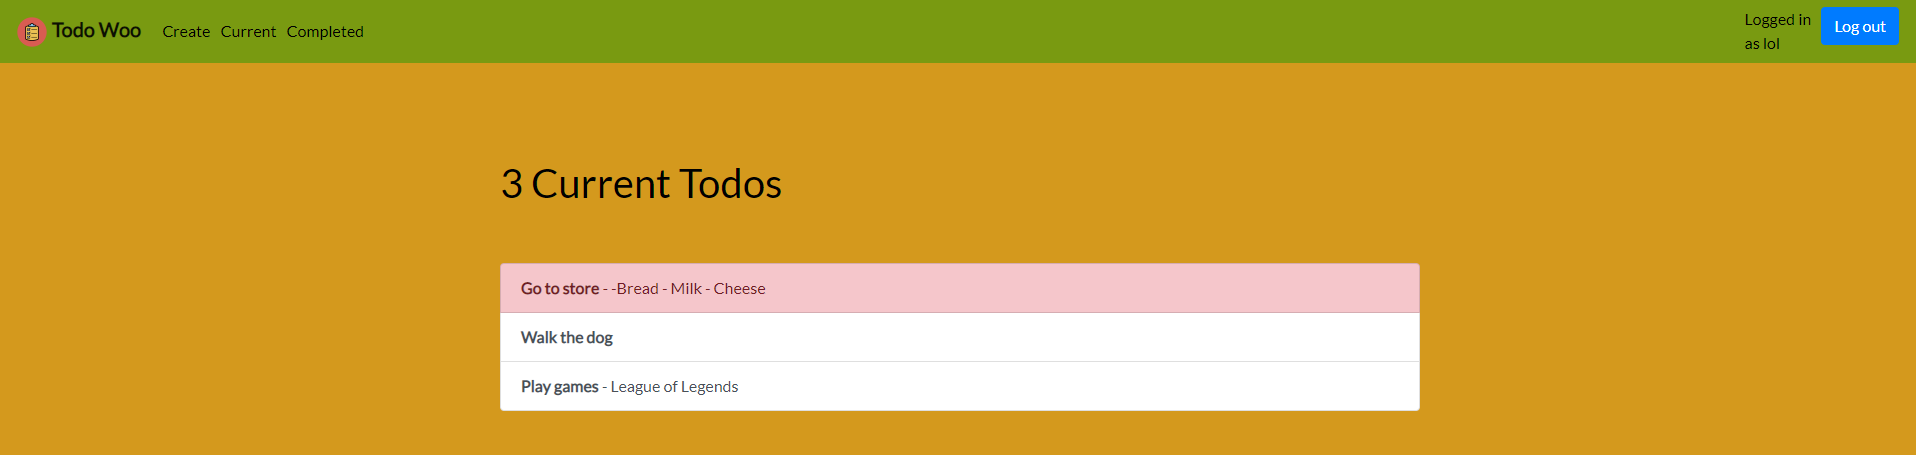 Todo Woo Create Current Completed
Logged in
as lol
Log out
3 Current Todos
Go to store - -Bread - Milk - Cheese
Walk the dog
Play games - League of Legends